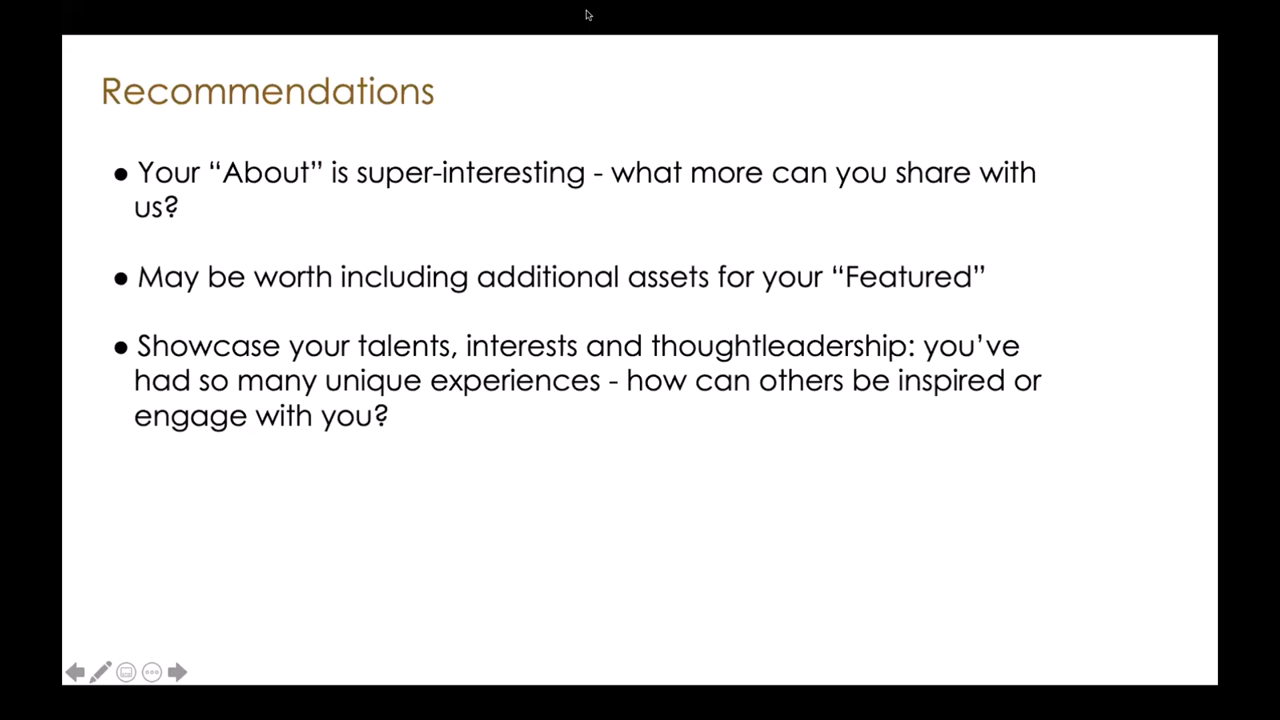 Recommendations
● Your “About” is super-interesting - what more can you share with
us?
● May be worth including additional assets for your “Featured”
● Showcase your talents, interests and thoughtleadership: you’ve
had so many unique experiences - how can others be inspired or
engage with you?